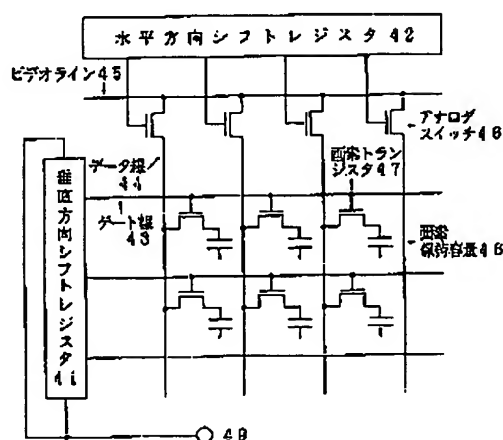 水平方向シフトレジスタ42
ビデオライン45
アナログ
スイッチ46
データ線
44
画素トラン
ジスタ47
ゲート線
43
画素
保持容量48
垂直方向シフトレジスタ41
49